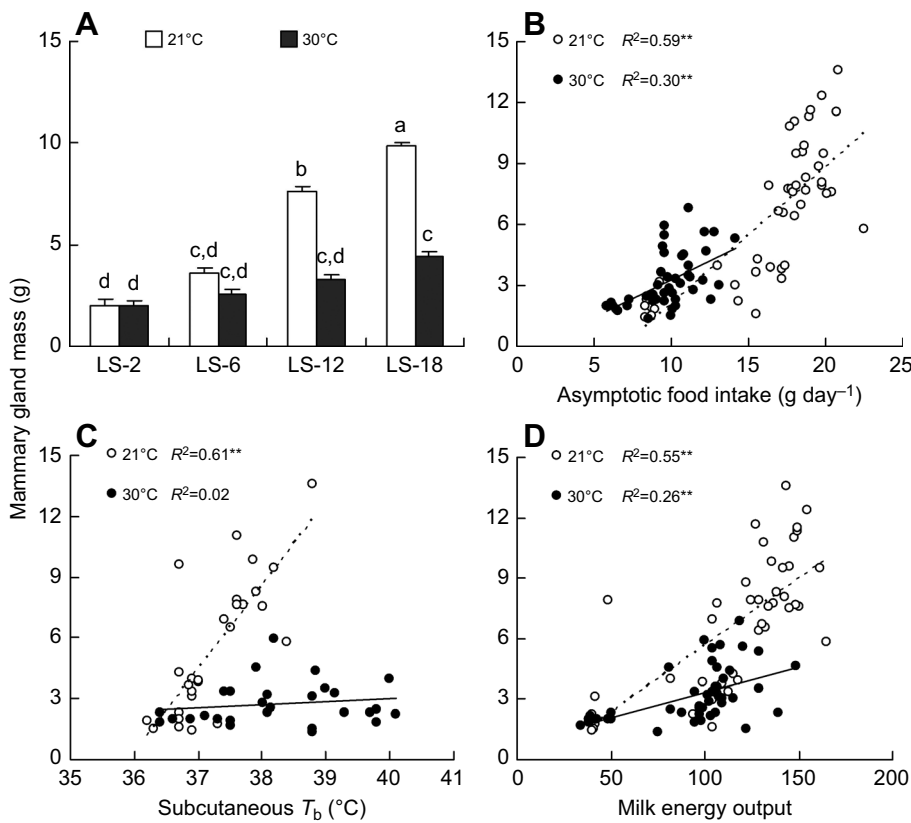 A
21°C
30°C
15
10
5
0
d
d
c,d
c,d
b
c,d
a
c
LS-2
LS-6
LS-12
LS-18
B
21°C R²=0.59**
30°C R²=0.30**
15
12
9
6
3
0
0
5
10
15
20
25
Asymptotic food intake (g day⁻¹)
Mammary gland mass (g)
C
21°C R²=0.61**
30°C R²=0.02
15
12
9
6
3
0
35
36
37
38
39
40
41
Subcutaneous Tb (°C)
D
21°C R²=0.55**
30°C R²=0.26**
15
12
9
6
3
0
0
50
100
150
200
Milk energy output